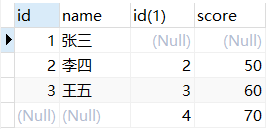 id name id(1) score
1 张三 (Null) (Null)
2 李四 2 50
3 王五 3 60
(Null) (Null) 4 70